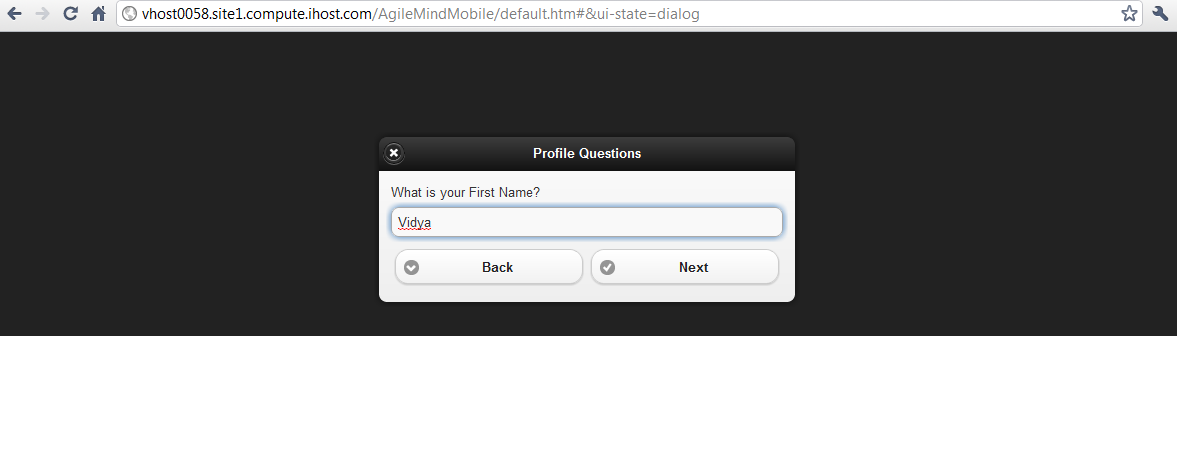 vhost0058.site1.compute.ihost.com/AgileMindMobile/default.htm#&ui-state=dialog
Profile Questions
What is your First Name?
Vidya
Back Next